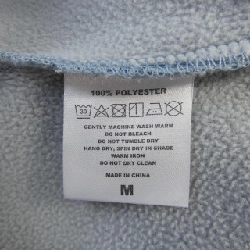 100% POLYESTER
GENTLY MACHINE WASH WARM
DO NOT BLEACH
DO NOT TUMBLE DRY
HANG DRY, SPIN DRY IN SHADE
WARM IRON
DO NOT DRY CLEAN
MADE IN CHINA
M